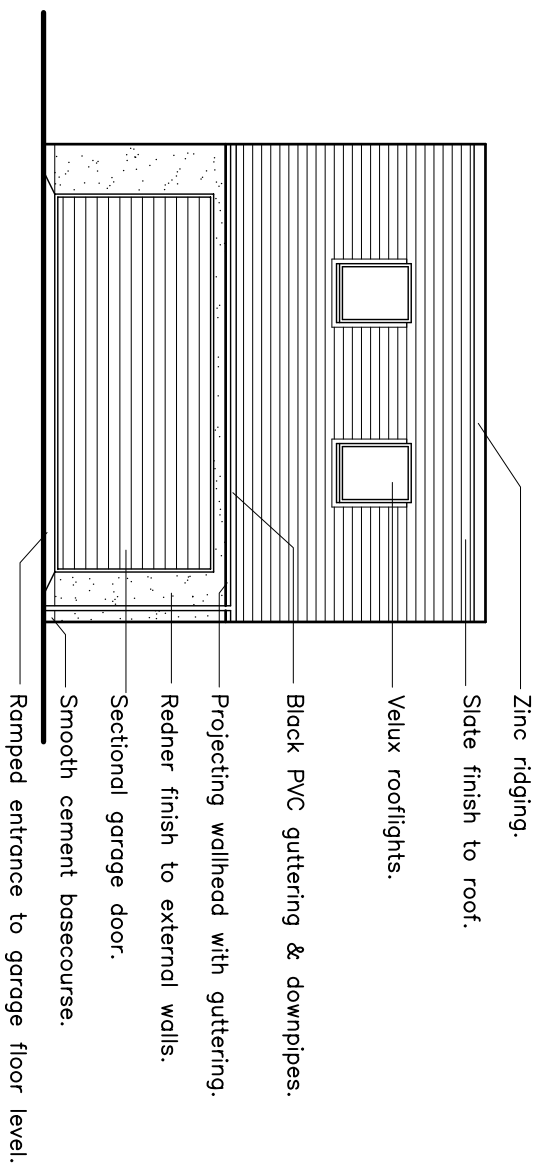 Zinc ridging.
Slate finish to roof.
Velux rooflights.
Black PVC guttering & downpipes.
Projecting wallhead with guttering.
Redner finish to external walls.
Sectional garage door.
Smooth cement basecourse.
Ramped entrance to garage floor level.